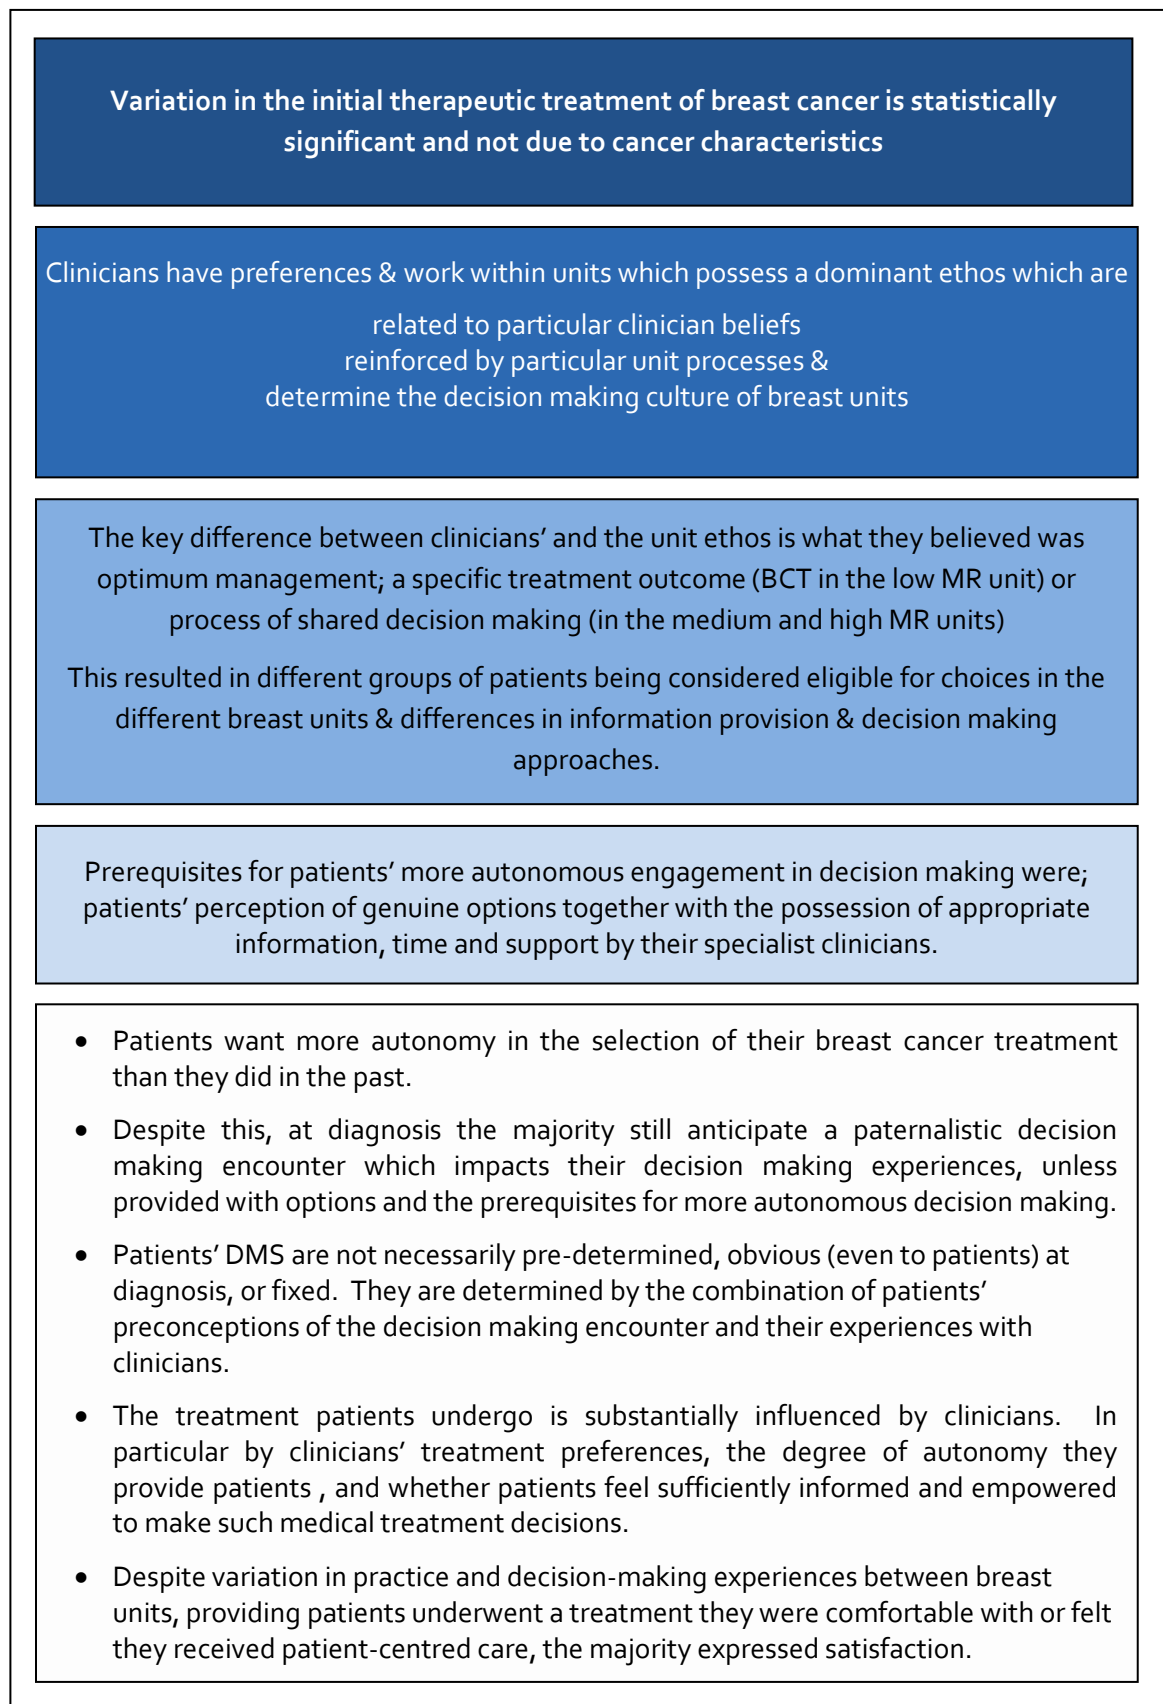 Variation in the initial therapeutic treatment of breast cancer is statistically
significant and not due to cancer characteristics
Clinicians have preferences & work within units which possess a dominant ethos which are
related to particular clinician beliefs
reinforced by particular unit processes &
determine the decision making culture of breast units
The key difference between clinicians’ and the unit ethos is what they believed was
optimum management; a specific treatment outcome (BCT in the low MR unit) or
process of shared decision making (in the medium and high MR units)
This resulted in different groups of patients being considered eligible for choices in the
different breast units & differences in information provision & decision making
approaches.
Prerequisites for patients’ more autonomous engagement in decision making were;
patients’ perception of genuine options together with the possession of appropriate
information, time and support by their specialist clinicians.
• Patients want more autonomy in the selection of their breast cancer treatment
than they did in the past.
• Despite this, at diagnosis the majority still anticipate a paternalistic decision
making encounter which impacts their decision making experiences, unless
provided with options and the prerequisites for more autonomous decision making.
• Patients’ DMS are not necessarily pre-determined, obvious (even to patients) at
diagnosis, or fixed.  They are determined by the combination of patients’
preconceptions of the decision making encounter and their experiences with
clinicians.
• The treatment patients undergo is substantially influenced by clinicians.  In
particular by clinicians’ treatment preferences, the degree of autonomy they
provide patients , and whether patients feel sufficiently informed and empowered
to make such medical treatment decisions.
• Despite variation in practice and decision-making experiences between breast
units, providing patients underwent a treatment they were comfortable with or felt
they received patient-centred care, the majority expressed satisfaction.